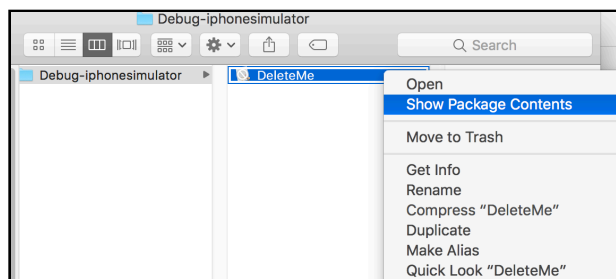 Debug-iphonesimulator
Search
Debug-iphonesimulator
DeleteMe
Open
Show Package Contents
Move to Trash
Get Info
Rename
Compress “DeleteMe”
Duplicate
Make Alias
Quick Look “DeleteMe”